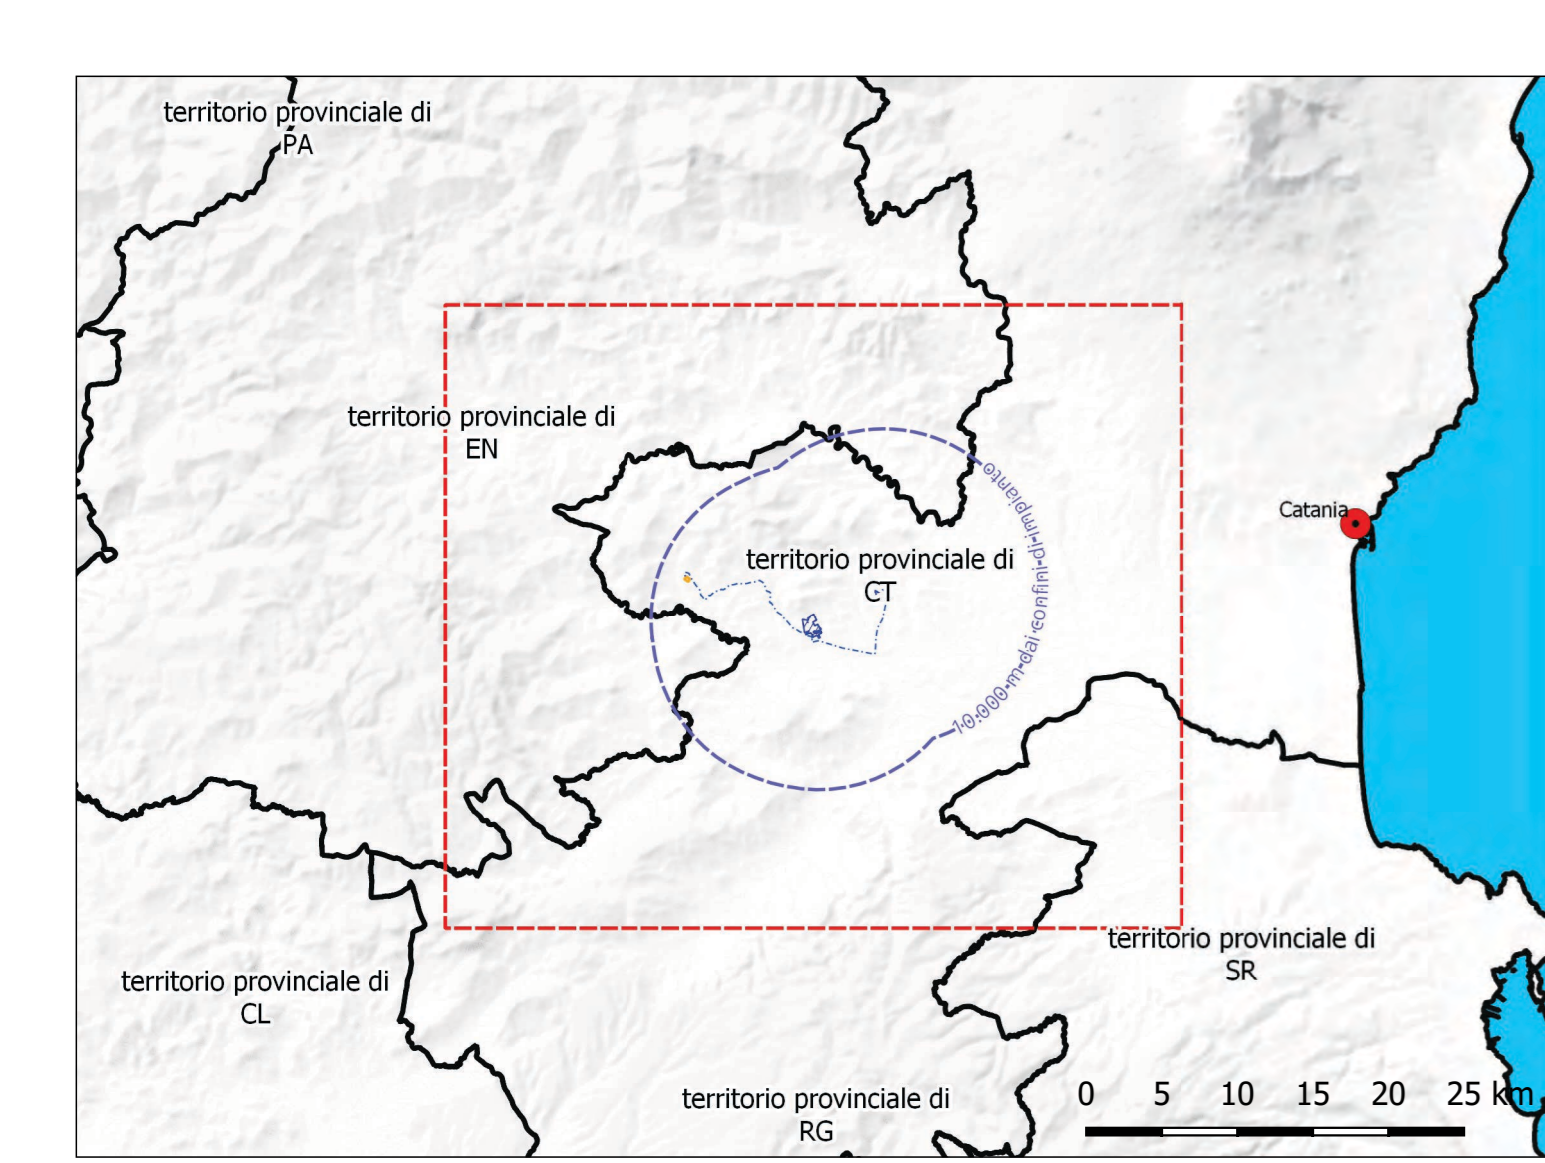 territorio provinciale di
PA
territorio provinciale di
EN
10.000-m-dai confini-di-impianto
Catania
territorio provinciale di
CT
territorio provinciale di
SR
territorio provinciale di
CL
territorio provinciale di
RG
0 5 10 15 20 25 km